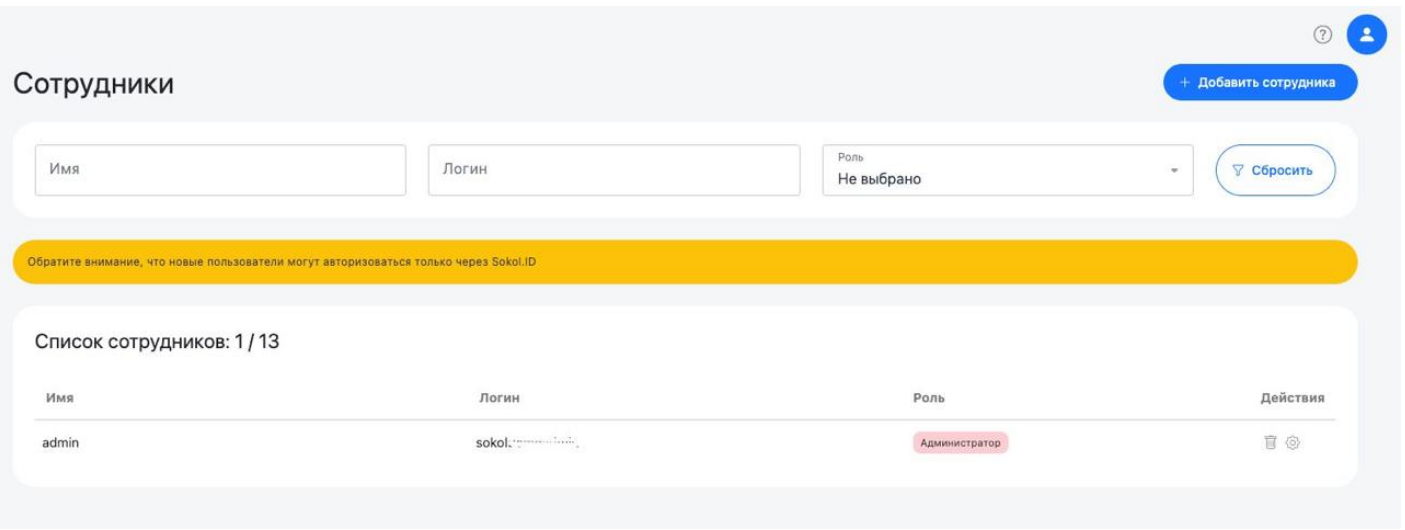 Сотрудники
+ Добавить сотрудника
Имя
Логин
Роль
Не выбрано
Сбросить
Обратите внимание, что новые пользователи могут авторизоваться только через Sokol.ID
Список сотрудников: 1 / 13
Имя Логин Роль Действия
admin sokol. Администратор